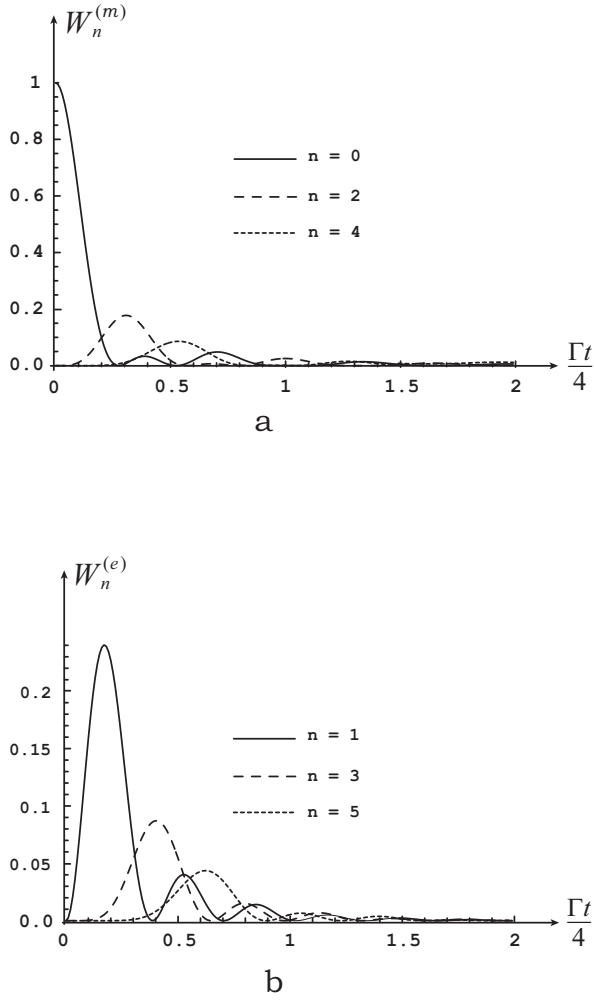 W_n^(m)
1
0.8
n = 0
0.6
n = 2
n = 4
0.4
0.2
0.0
0 0.5 1 1.5 2
Γt/4
a
W_n^(e)
0.2
n = 1
0.15
n = 3
n = 5
0.1
0.05
0.0
0 0.5 1 1.5 2
Γt/4
b